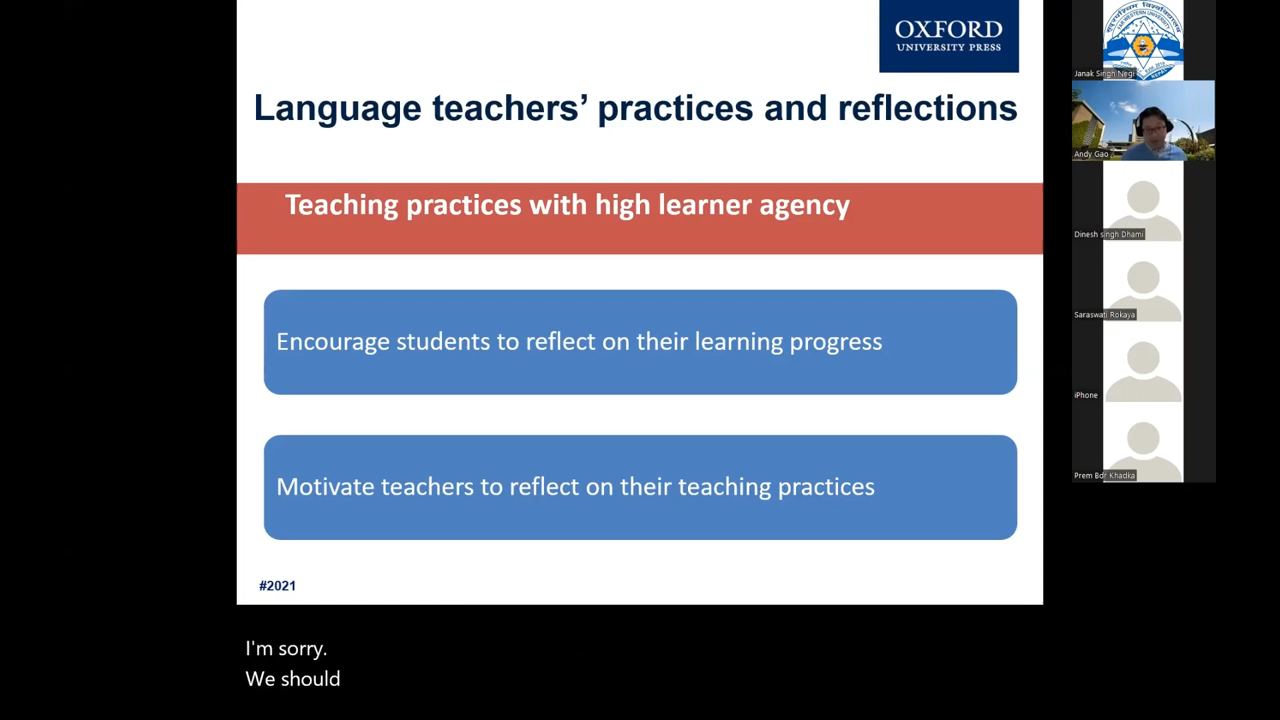 OXFORD
UNIVERSITY PRESS
Language teachers’ practices and reflections
Teaching practices with high learner agency
Encourage students to reflect on their learning progress
Motivate teachers to reflect on their teaching practices
#2021
I'm sorry.
We should
Janak Singh Negi
Andy Gao
Dinesh singh Dhami
Saraswati Rokaya
iPhone
Prem Bdr Khadka